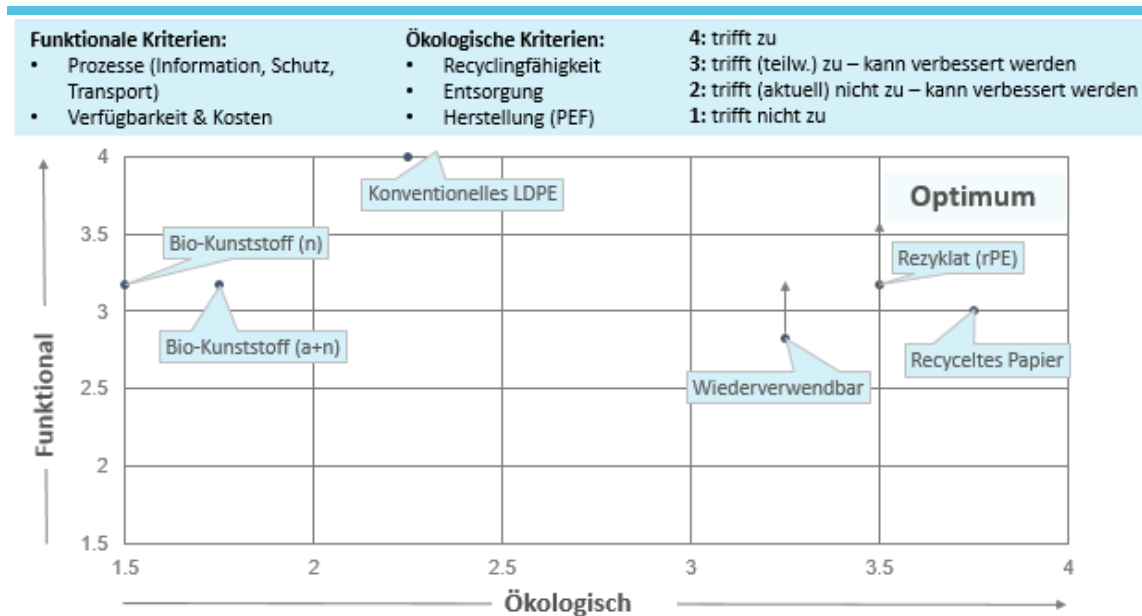 Funktionale Kriterien:
• Prozesse (Information, Schutz,
Transport)
• Verfügbarkeit & Kosten
Ökologische Kriterien:
• Recyclingfähigkeit
• Entsorgung
• Herstellung (PEF)
4: trifft zu
3: trifft (teilw.) zu – kann verbessert werden
2: trifft (aktuell) nicht zu – kann verbessert werden
1: trifft nicht zu
4
3.5
3
2.5
2
1.5
Funktional
Konventionelles LDPE
Optimum
Bio-Kunststoff (n)
Rezyklat (rPE)
Bio-Kunststoff (a+n)
Recyceltes Papier
Wiederverwendbar
1.5
2
2.5
3
3.5
4
Ökologisch